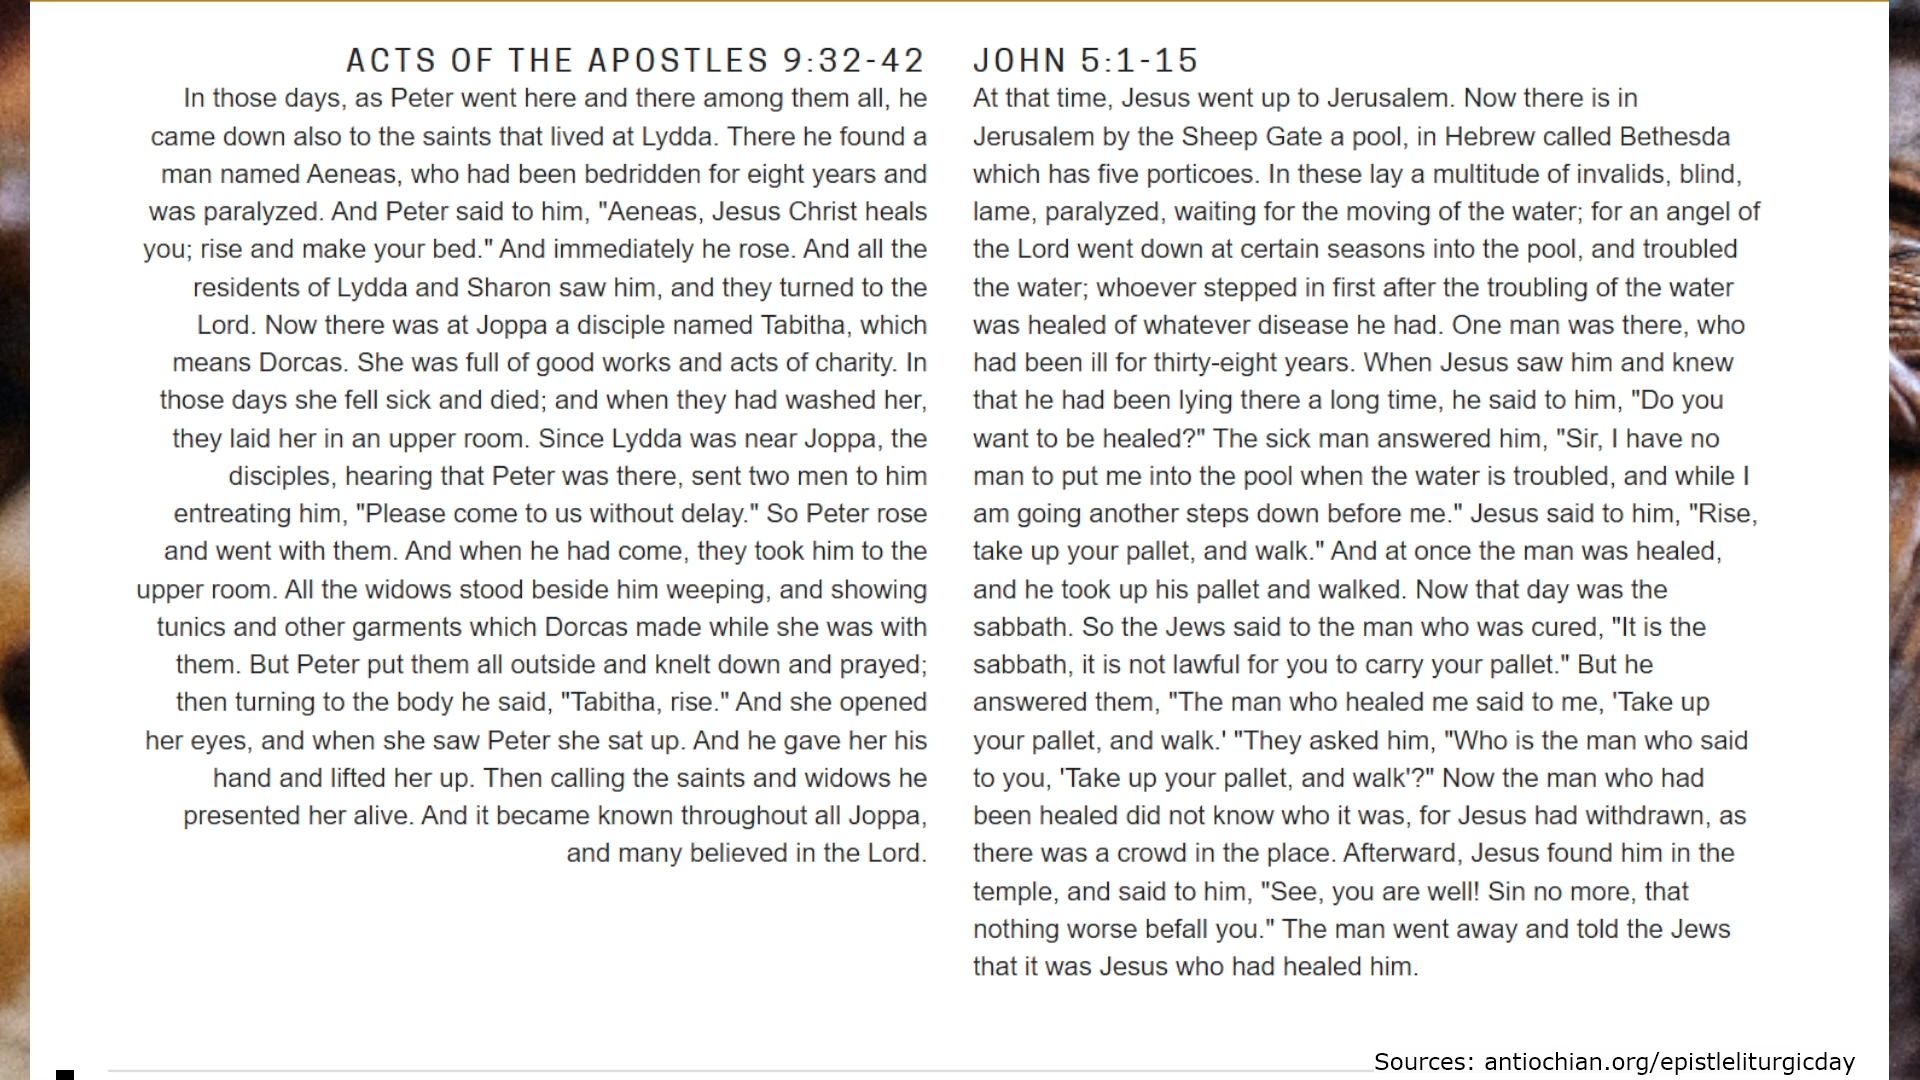 ACTS OF THE APOSTLES 9:32-42
In those days, as Peter went here and there among them all, he
came down also to the saints that lived at Lydda. There he found a
man named Aeneas, who had been bedridden for eight years and
was paralyzed. And Peter said to him, "Aeneas, Jesus Christ heals
you; rise and make your bed." And immediately he rose. And all the
residents of Lydda and Sharon saw him, and they turned to the
Lord. Now there was at Joppa a disciple named Tabitha, which
means Dorcas. She was full of good works and acts of charity. In
those days she fell sick and died; and when they had washed her,
they laid her in an upper room. Since Lydda was near Joppa, the
disciples, hearing that Peter was there, sent two men to him
entreating him, "Please come to us without delay." So Peter rose
and went with them. And when he had come, they took him to the
upper room. All the widows stood beside him weeping, and showing
tunics and other garments which Dorcas made while she was with
them. But Peter put them all outside and knelt down and prayed;
then turning to the body he said, "Tabitha, rise." And she opened
her eyes, and when she saw Peter she sat up. And he gave her his
hand and lifted her up. Then calling the saints and widows he
presented her alive. And it became known throughout all Joppa,
and many believed in the Lord.
JOHN 5:1-15
At that time, Jesus went up to Jerusalem. Now there is in
Jerusalem by the Sheep Gate a pool, in Hebrew called Bethesda
which has five porticoes. In these lay a multitude of invalids, blind,
lame, paralyzed, waiting for the moving of the water; for an angel of
the Lord went down at certain seasons into the pool, and troubled
the water; whoever stepped in first after the troubling of the water
was healed of whatever disease he had. One man was there, who
had been ill for thirty-eight years. When Jesus saw him and knew
that he had been lying there a long time, he said to him, "Do you
want to be healed?" The sick man answered him, "Sir, I have no
man to put me into the pool when the water is troubled, and while I
am going another steps down before me." Jesus said to him, "Rise,
take up your pallet, and walk." And at once the man was healed,
and he took up his pallet and walked. Now that day was the
sabbath. So the Jews said to the man who was cured, "It is the
sabbath, it is not lawful for you to carry your pallet." But he
answered them, "The man who healed me said to me, 'Take up
your pallet, and walk.' "They asked him, "Who is the man who said
to you, 'Take up your pallet, and walk'?" Now the man who had
been healed did not know who it was, for Jesus had withdrawn, as
there was a crowd in the place. Afterward, Jesus found him in the
temple, and said to him, "See, you are well! Sin no more, that
nothing worse befall you." The man went away and told the Jews
that it was Jesus who had healed him.
Sources: antiochian.org/epistleliturgicday